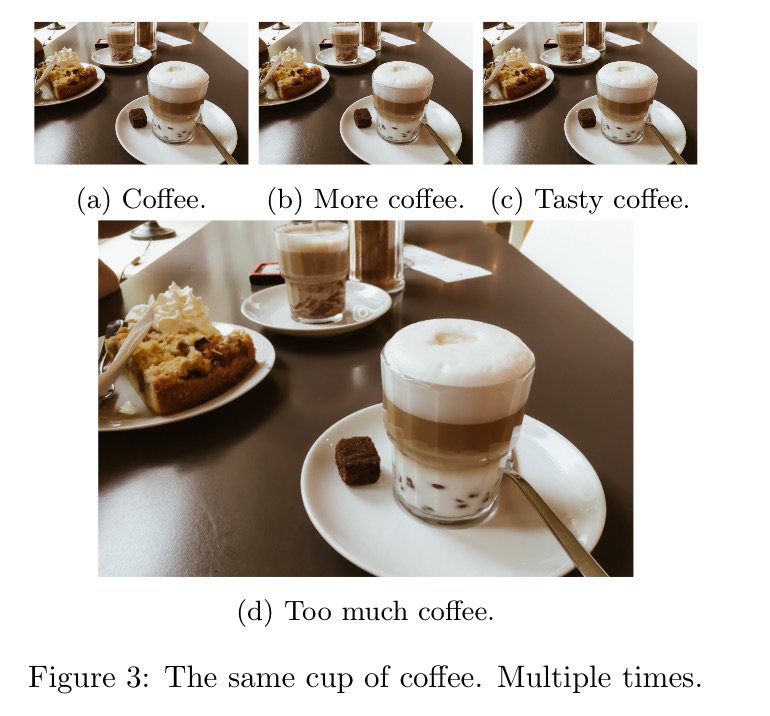 (a) Coffee.
(b) More coffee.
(c) Tasty coffee.
(d) Too much coffee.
Figure 3: The same cup of coffee. Multiple times.